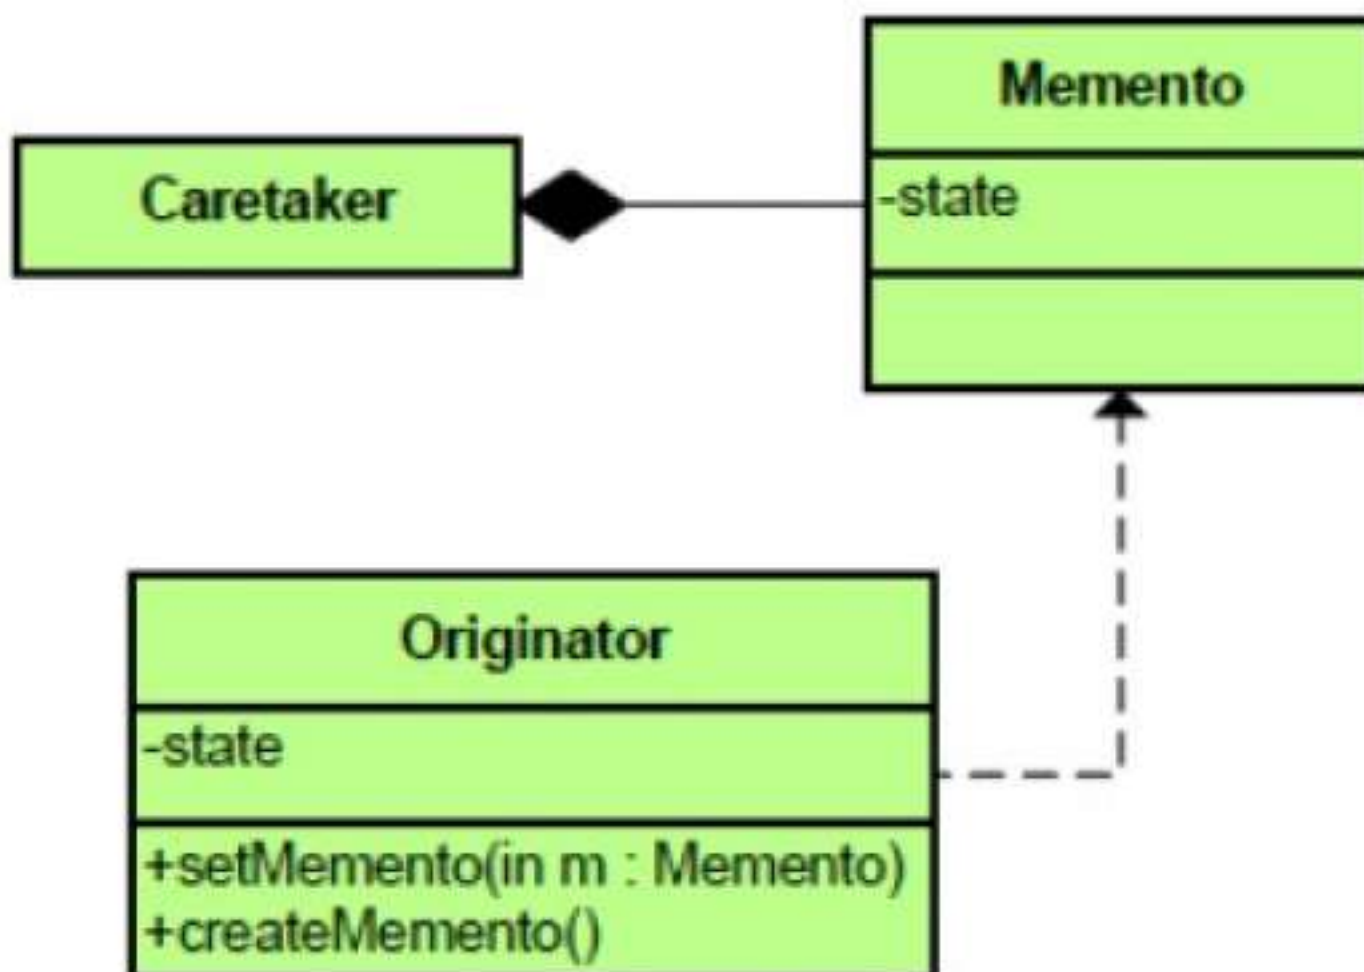 Memento
Caretaker
-state
Originator
-state
+setMemento(in m : Memento)
+createMemento()